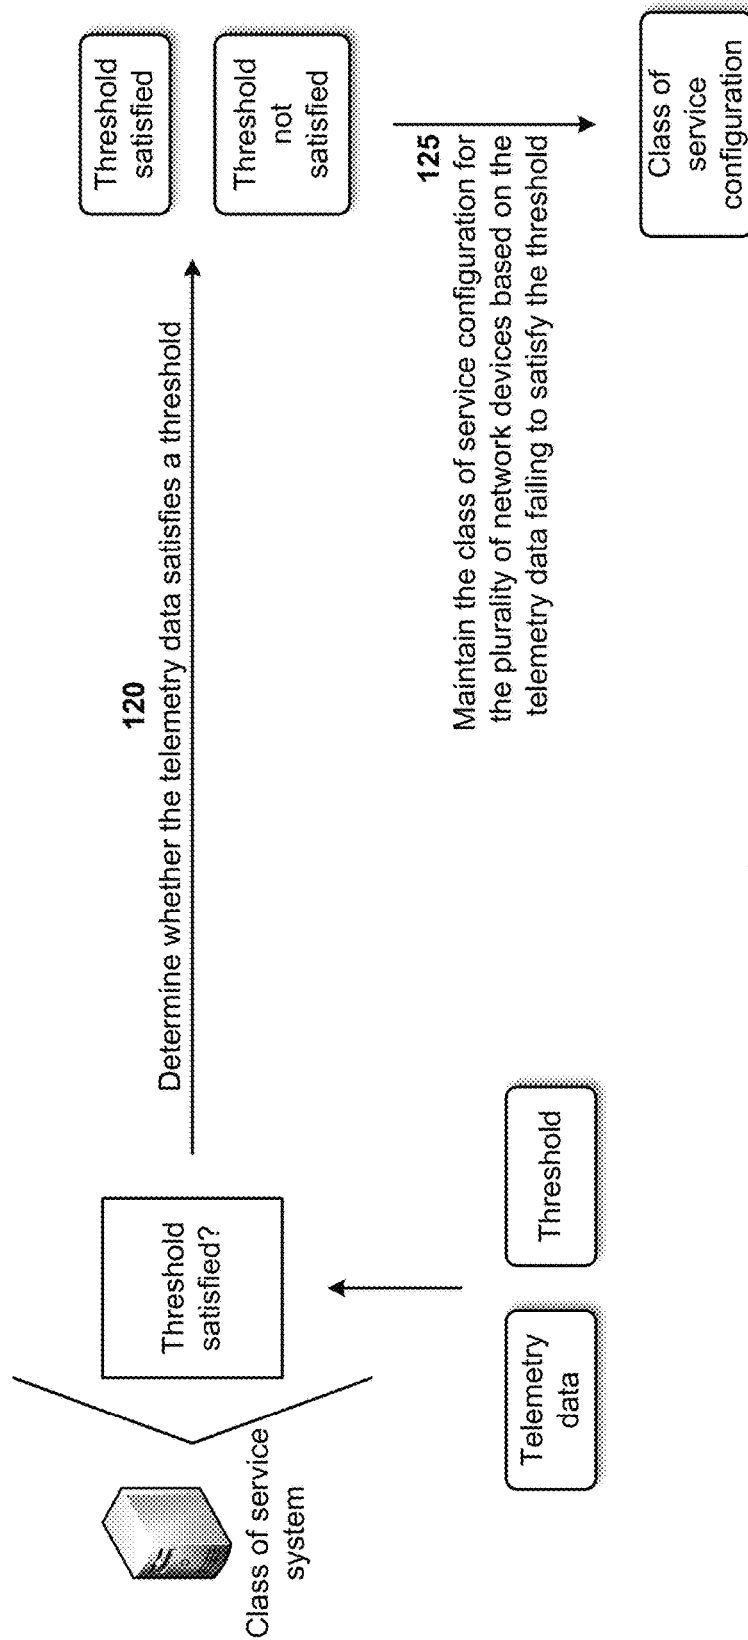 Class of service
system
Threshold
satisfied?
Telemetry
data
Threshold
120
Determine whether the telemetry data satisfies a threshold
Threshold
satisfied
Threshold
not
satisfied
125
Maintain the class of service configuration for
the plurality of network devices based on the
telemetry data failing to satisfy the threshold
Class of
service
configuration